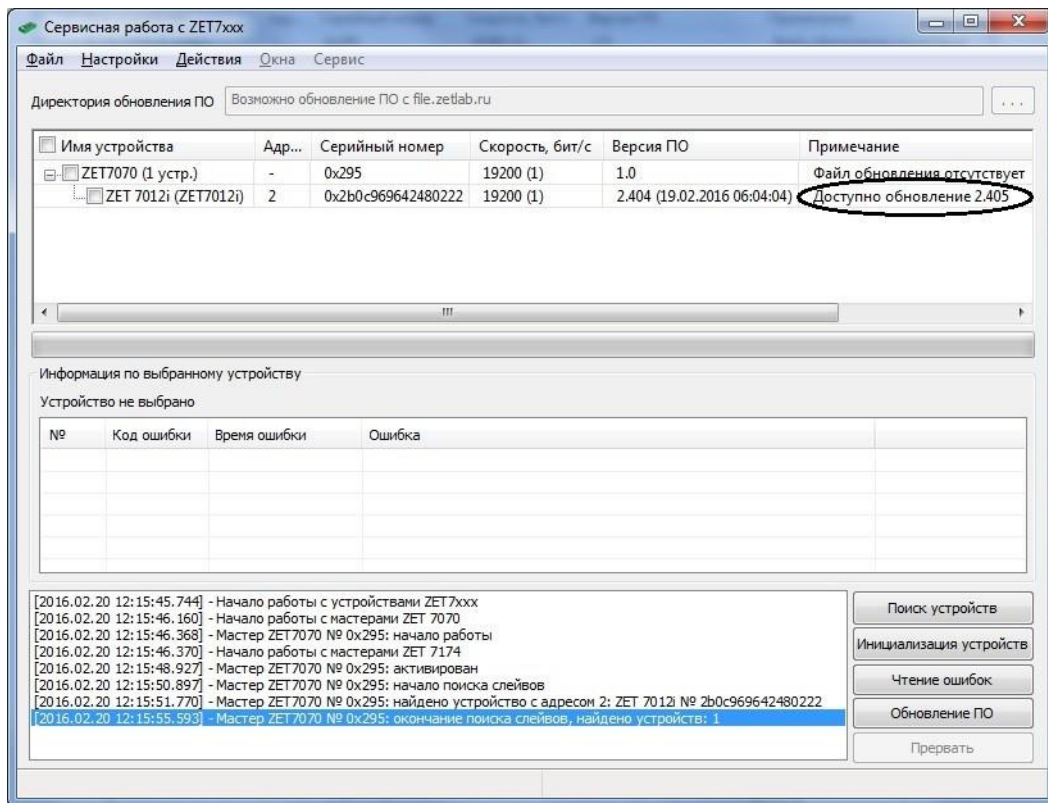 Сервисная работа с ZET7xxx
Файл Настройки Действия Окна Сервис
Директория обновления ПО Возможно обновление ПО с file.zetlab.ru ...
Имя устройства Адр... Серийный номер Скорость, бит/с Версия ПО Примечание
ZET7070 (1 устр.) - 0x295 19200 (1) 1.0 Файл обновления отсутствует
ZET 7012i (ZET7012i) 2 0x2b0c969642480222 19200 (1) 2.404 (19.02.2016 06:04:04) Доступно обновление 2.405
Информация по выбранному устройству
Устройство не выбрано
№ Код ошибки Время ошибки Ошибка
[2016.02.20 12:15:45.744] - Начало работы с устройствами ZET7xxx
[2016.02.20 12:15:46.160] - Начало работы с мастерами ZET 7070
[2016.02.20 12:15:46.368] - Мастер ZET7070 № 0x295: начало работы
[2016.02.20 12:15:46.370] - Начало работы с мастерами ZET 7174
[2016.02.20 12:15:48.927] - Мастер ZET7070 № 0x295: активирован
[2016.02.20 12:15:50.897] - Мастер ZET7070 № 0x295: начало поиска слейвов
[2016.02.20 12:15:51.770] - Мастер ZET7070 № 0x295: найдено устройство с адресом 2: ZET 7012i № 2b0c969642480222
[2016.02.20 12:15:55.593] - Мастер ZET7070 № 0x295: окончание поиска слейвов, найдено устройств: 1
Поиск устройств
Инициализация устройств
Чтение ошибок
Обновление ПО
Прервать